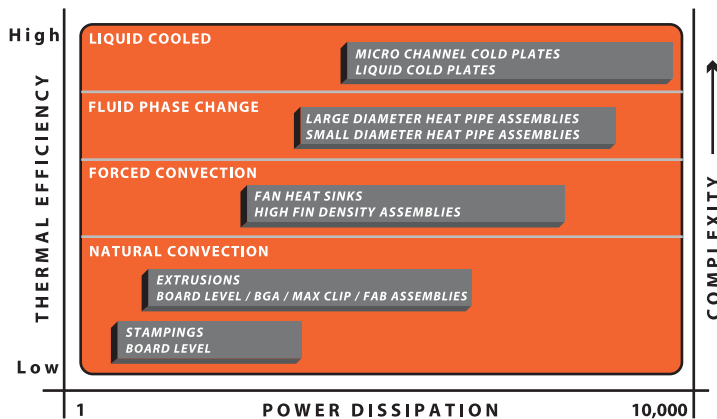 High
LIQUID COOLED
MICRO CHANNEL COLD PLATES
LIQUID COLD PLATES
FLUID PHASE CHANGE
LARGE DIAMETER HEAT PIPE ASSEMBLIES
SMALL DIAMETER HEAT PIPE ASSEMBLIES
FORCED CONVECTION
FAN HEAT SINKS
HIGH FIN DENSITY ASSEMBLIES
NATURAL CONVECTION
EXTRUSIONS
BOARD LEVEL / BGA / MAX CLIP / FAB ASSEMBLIES
STAMPINGS
BOARD LEVEL
Low
THERMAL EFFICIENCY
COMPLEXITY
1
POWER DISSIPATION
10,000